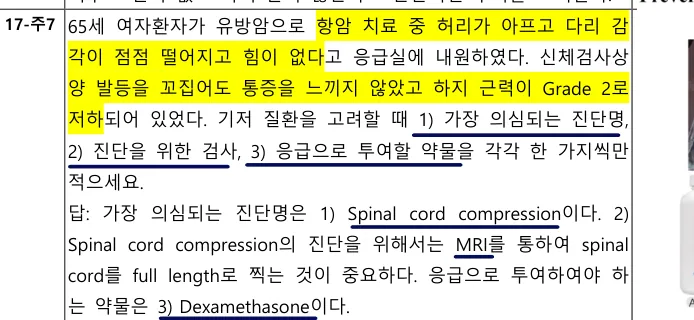 17-주7
65세 여자환자가 유방암으로 항암 치료 중 허리가 아프고 다리 감
각이 점점 떨어지고 힘이 없다고 응급실에 내원하였다. 신체검사상
양 발등을 꼬집어도 통증을 느끼지 않았고 하지 근력이 Grade 2로
저하되어 있었다. 기저 질환을 고려할 때 1) 가장 의심되는 진단명,
2) 진단을 위한 검사, 3) 응급으로 투여할 약물을 각각 한 가지씩만
적으세요.
답: 가장 의심되는 진단명은 1) Spinal cord compression이다. 2)
Spinal cord compression의 진단을 위해서는 MRI를 통하여 spinal
cord를 full length로 찍는 것이 중요하다. 응급으로 투여하여야 하
는 약물은 3) Dexamethasone이다.